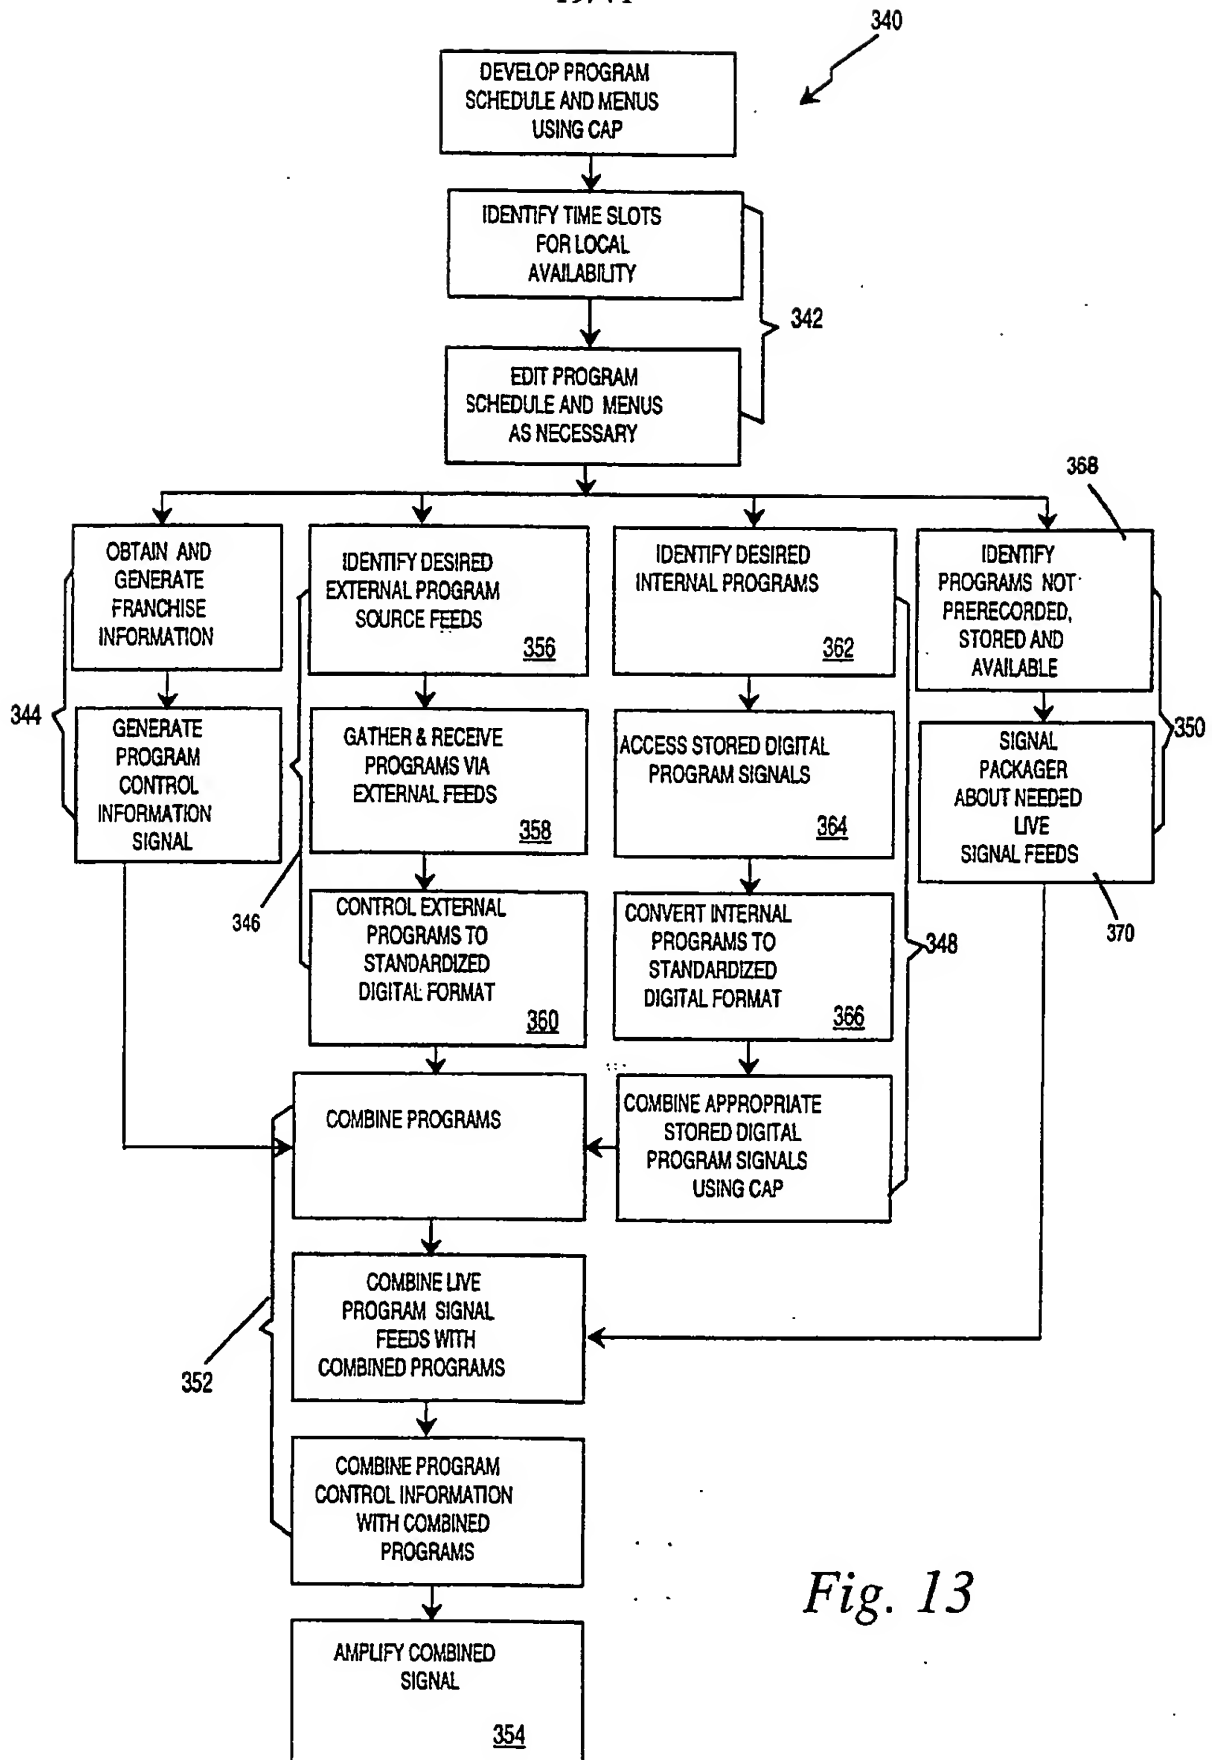 340
DEVELOP PROGRAM
SCHEDULE AND MENUS
USING CAP
IDENTIFY TIME SLOTS
FOR LOCAL
AVAILABILITY
342
EDIT PROGRAM
SCHEDULE AND MENUS
AS NECESSARY
368
OBTAIN AND
GENERATE
FRANCHISE
INFORMATION
IDENTIFY DESIRED
EXTERNAL PROGRAM
SOURCE FEEDS
356
IDENTIFY DESIRED
INTERNAL PROGRAMS
362
IDENTIFY
PROGRAMS NOT
PRERECORDED,
STORED AND
AVAILABLE
344
350
GENERATE
PROGRAM
CONTROL
INFORMATION
SIGNAL
GATHER & RECEIVE
PROGRAMS VIA
EXTERNAL FEEDS
358
ACCESS STORED DIGITAL
PROGRAM SIGNALS
364
SIGNAL
PACKAGER
ABOUT NEEDED
LIVE
SIGNAL FEEDS
346
CONTROL EXTERNAL
PROGRAMS TO
STANDARDIZED
DIGITAL FORMAT
360
CONVERT INTERNAL
PROGRAMS TO
STANDARDIZED
DIGITAL FORMAT
366
348
370
COMBINE PROGRAMS
COMBINE APPROPRIATE
STORED DIGITAL
PROGRAM SIGNALS
USING CAP
COMBINE LIVE
PROGRAM SIGNAL
FEEDS WITH
COMBINED PROGRAMS
352
COMBINE PROGRAM
CONTROL INFORMATION
WITH COMBINED
PROGRAMS
Fig. 13
AMPLIFY COMBINED
SIGNAL
354